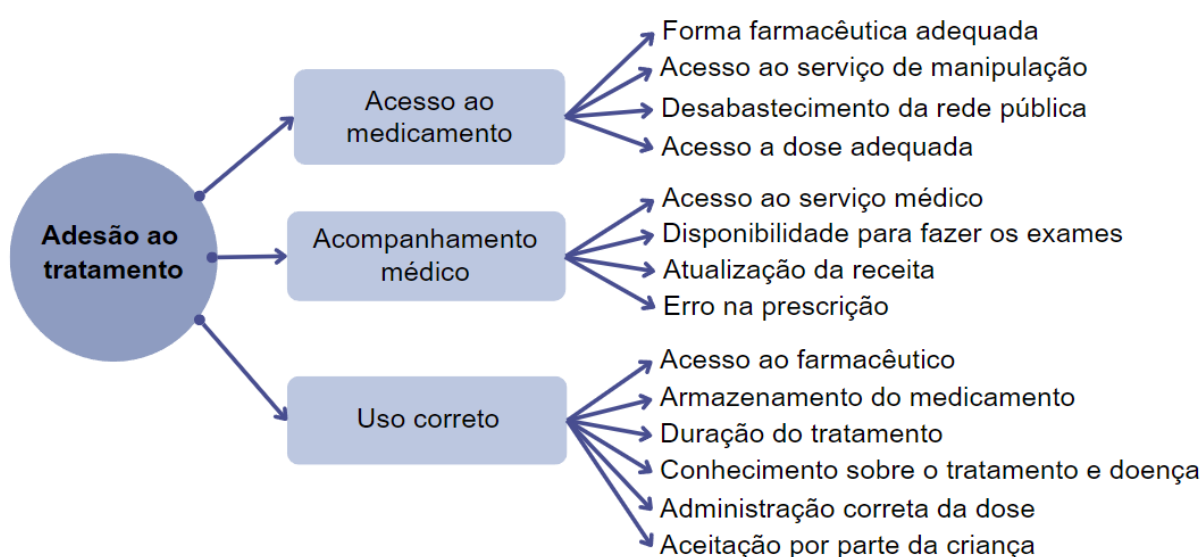 Adesão ao
tratamento
Acesso ao
medicamento
Forma farmacêutica adequada
Acesso ao serviço de manipulação
Desabastecimento da rede pública
Acesso a dose adequada
Acompanhamento
médico
Acesso ao serviço médico
Disponibilidade para fazer os exames
Atualização da receita
Erro na prescrição
Uso correto
Acesso ao farmacêutico
Armazenamento do medicamento
Duração do tratamento
Conhecimento sobre o tratamento e doença
Administração correta da dose
Aceitação por parte da criança